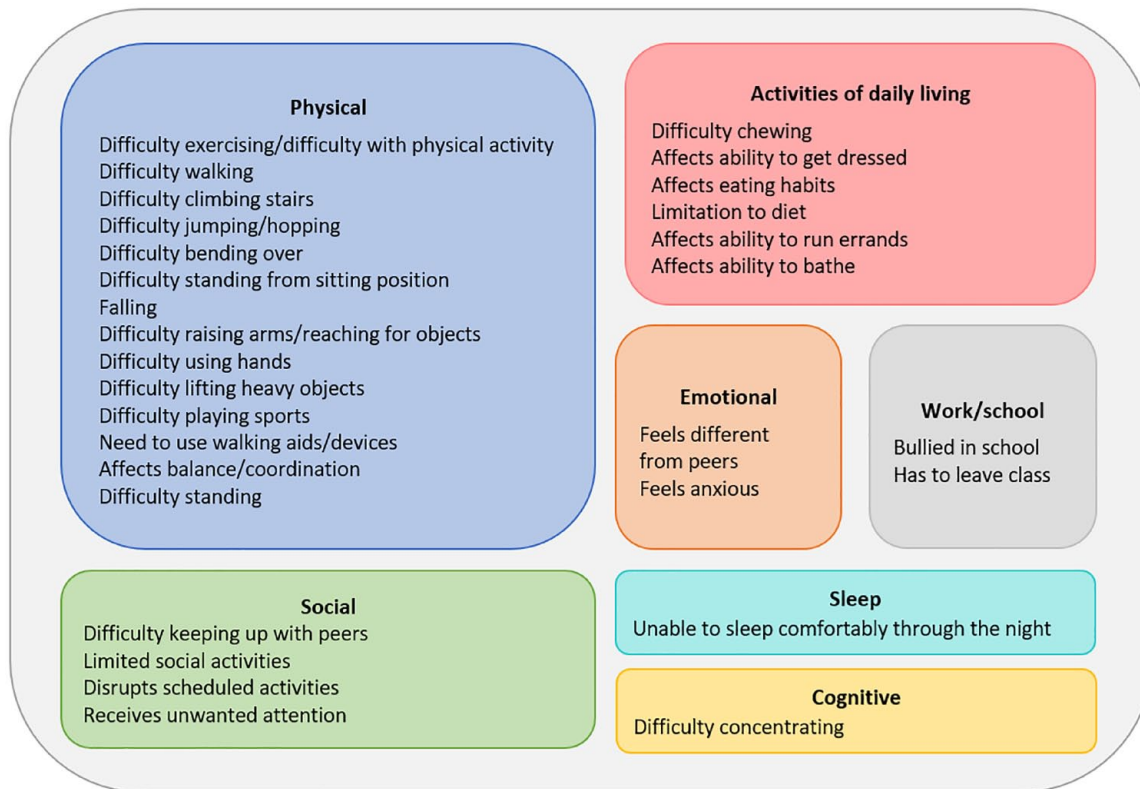 Physical
Difficulty exercising/difficulty with physical activity
Difficulty walking
Difficulty climbing stairs
Difficulty jumping/hopping
Difficulty bending over
Difficulty standing from sitting position
Falling
Difficulty raising arms/reaching for objects
Difficulty using hands
Difficulty lifting heavy objects
Difficulty playing sports
Need to use walking aids/devices
Affects balance/coordination
Difficulty standing
Activities of daily living
Difficulty chewing
Affects ability to get dressed
Affects eating habits
Limitation to diet
Affects ability to run errands
Affects ability to bathe
Emotional
Feels different
from peers
Feels anxious
Work/school
Bullied in school
Has to leave class
Social
Difficulty keeping up with peers
Limited social activities
Disrupts scheduled activities
Receives unwanted attention
Sleep
Unable to sleep comfortably through the night
Cognitive
Difficulty concentrating